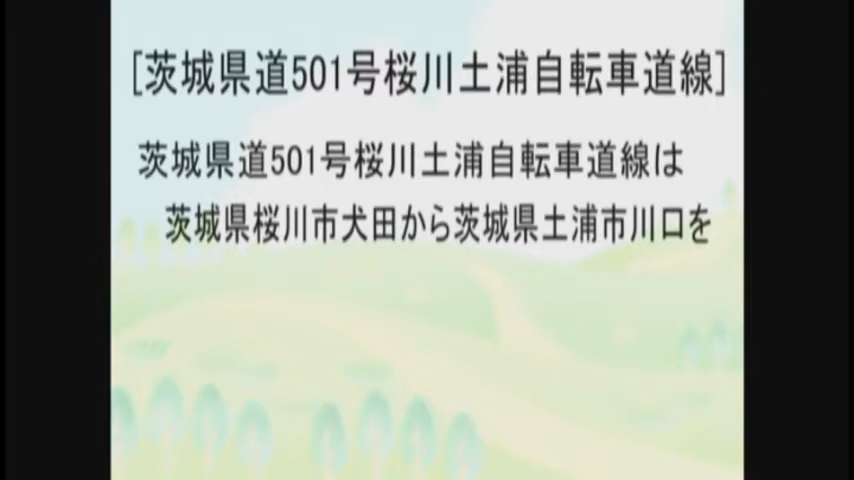 [茨城県道501号桜川土浦自転車道線]
茨城県道501号桜川土浦自転車道線は
茨城県桜川市犬田から茨城県土浦市川口を